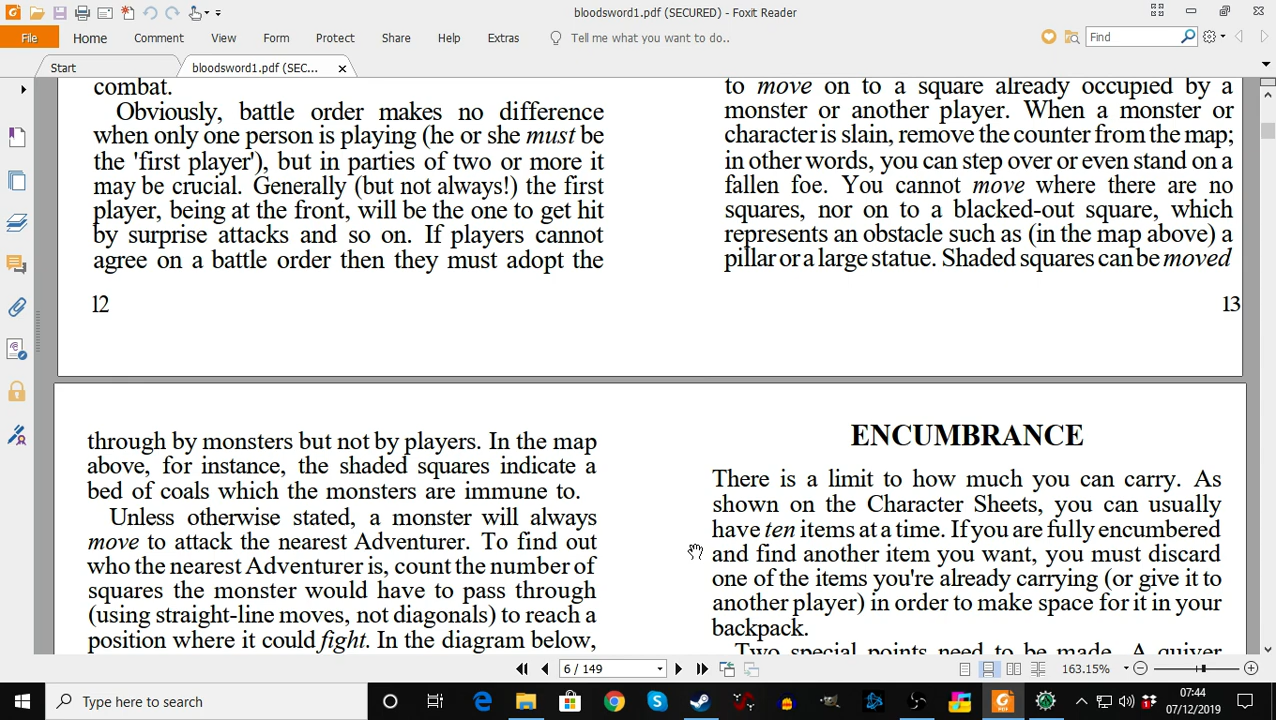 bloodsword1.pdf (SECURED) - Foxit Reader
File Home Comment View Form Protect Share Help Extras Tell me what you want to do.. Find
Start bloodsword1.pdf (SEC...
combat.
Obviously, battle order makes no difference
when only one person is playing (he or she must be
the 'first player'), but in parties of two or more it
may be crucial. Generally (but not always!) the first
player, being at the front, will be the one to get hit
by surprise attacks and so on. If players cannot
agree on a battle order then they must adopt the
12
to move on to a square already occupied by a
monster or another player. When a monster or
character is slain, remove the counter from the map;
in other words, you can step over or even stand on a
fallen foe. You cannot move where there are no
squares, nor on to a blacked-out square, which
represents an obstacle such as (in the map above) a
pillar or a large statue. Shaded squares can be moved
13
through by monsters but not by players. In the map
above, for instance, the shaded squares indicate a
bed of coals which the monsters are immune to.
Unless otherwise stated, a monster will always
move to attack the nearest Adventurer. To find out
who the nearest Adventurer is, count the number of
squares the monster would have to pass through
(using straight-line moves, not diagonals) to reach a
position where it could fight. In the diagram below,
ENCUMBRANCE
There is a limit to how much you can carry. As
shown on the Character Sheets, you can usually
have ten items at a time. If you are fully encumbered
and find another item you want, you must discard
one of the items you're already carrying (or give it to
another player) in order to make space for it in your
backpack.
Two special points need to be made. A quiver
6 / 149
163.15%
Type here to search
07:44
07/12/2019